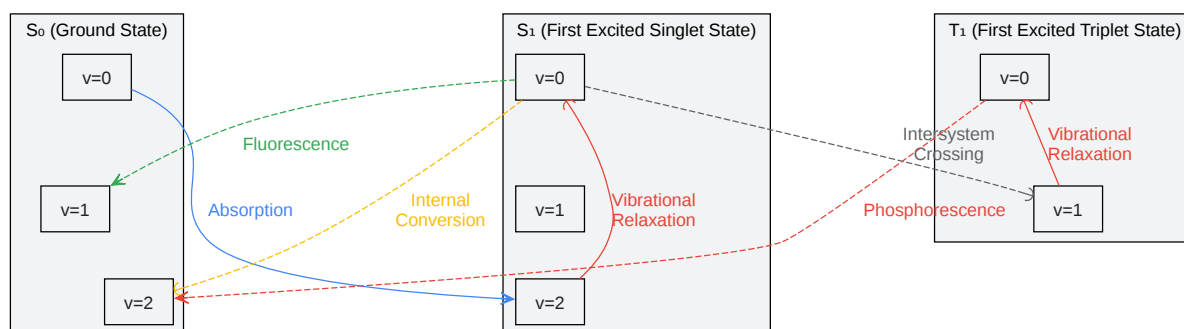 S₀ (Ground State)
S₁ (First Excited Singlet State)
T₁ (First Excited Triplet State)
v=0
v=0
v=0
Fluorescence
Intersystem
Crossing
Vibrational
Relaxation
v=1
Absorption
Internal
Conversion
v=1
Vibrational
Relaxation
Phosphorescence
v=1
v=2
v=2